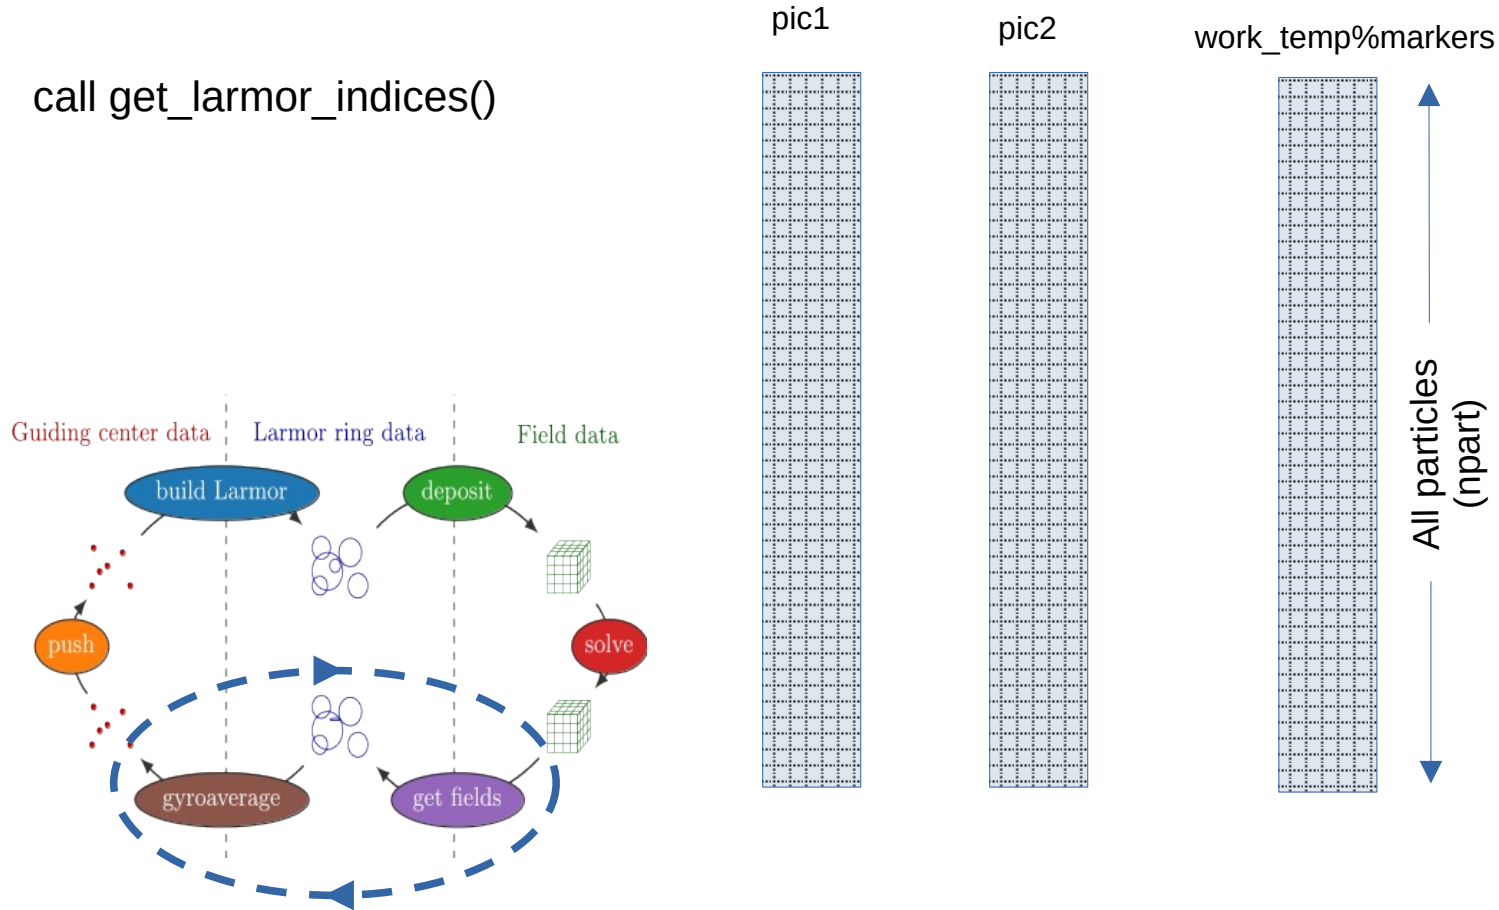 pic1
pic2
work_temp%markers
call get_larmor_indices()
All particles
(npart)
Guiding center data
Larmor ring data
Field data
build Larmor
deposit
push
solve
gyroaverage
get fields